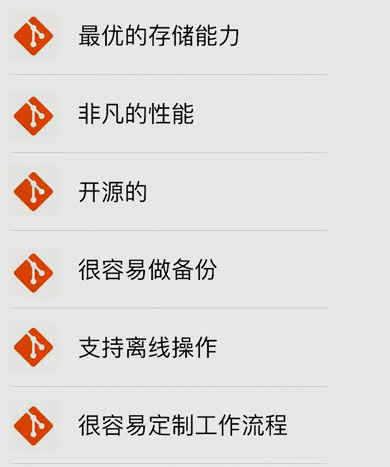 最优的存储能力
非凡的性能
开源的
很容易做备份
支持离线操作
很容易定制工作流程